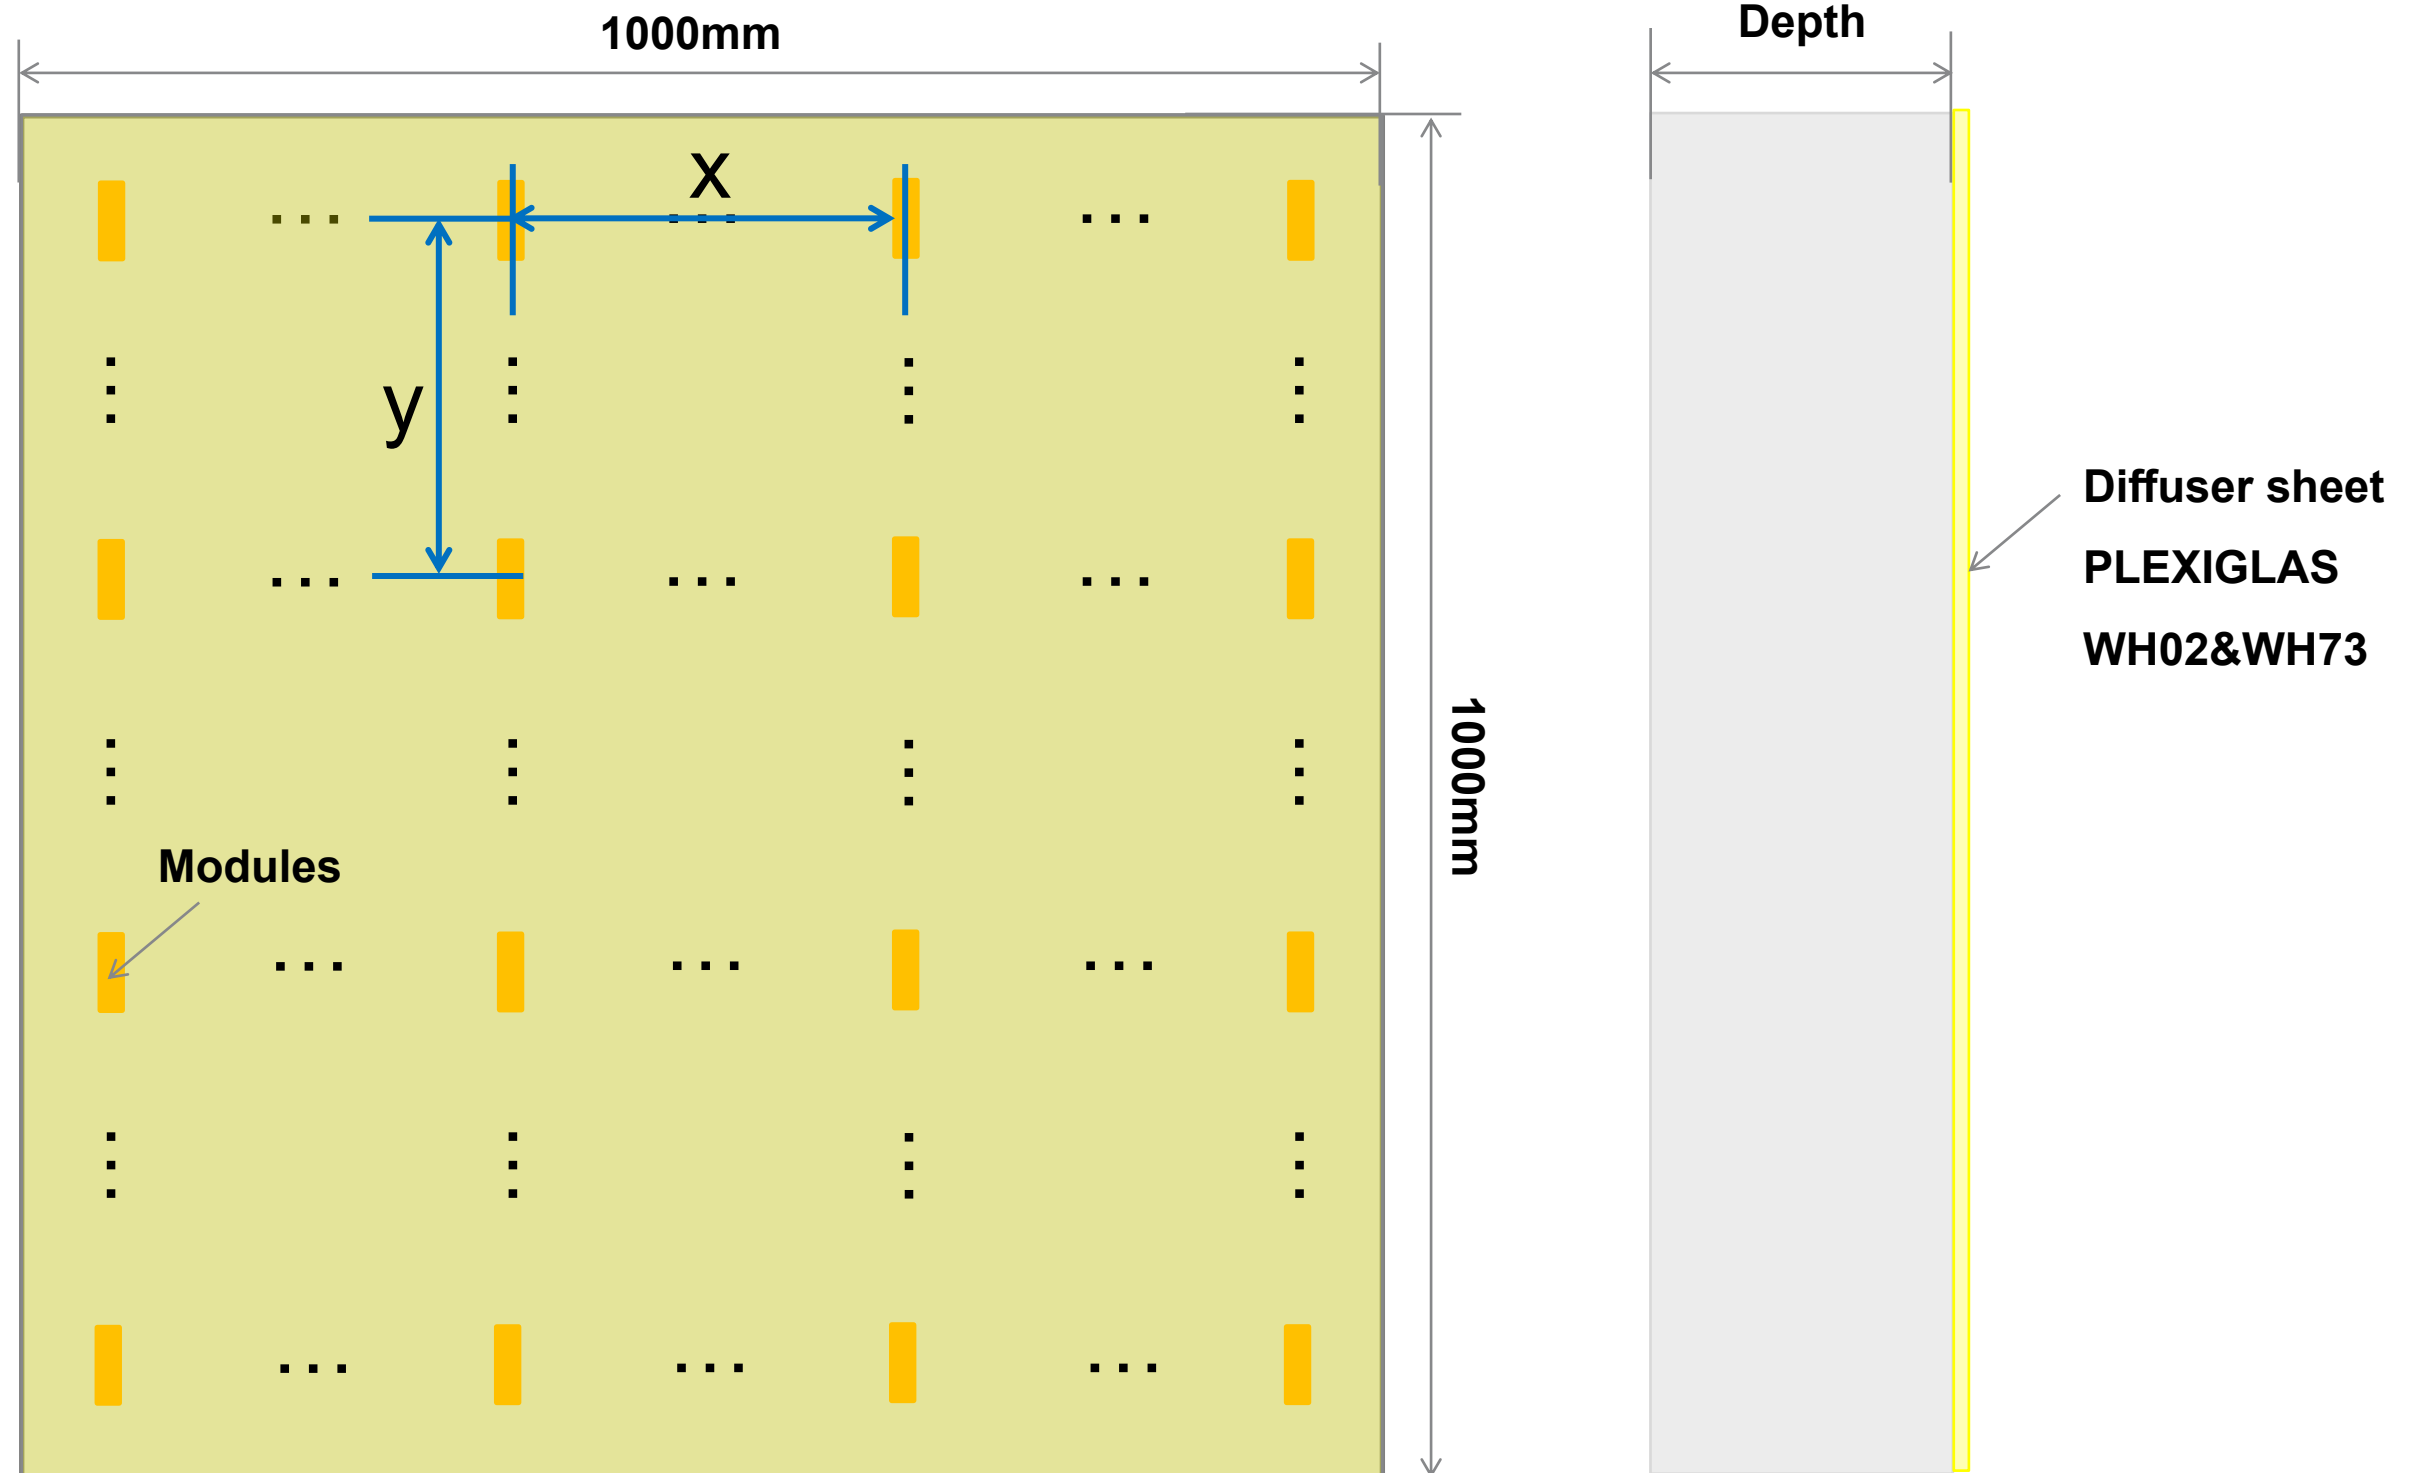 1000mm
Depth
x
y
Diffuser sheet
PLEXIGLAS
WH02&WH73
1000mm
Modules